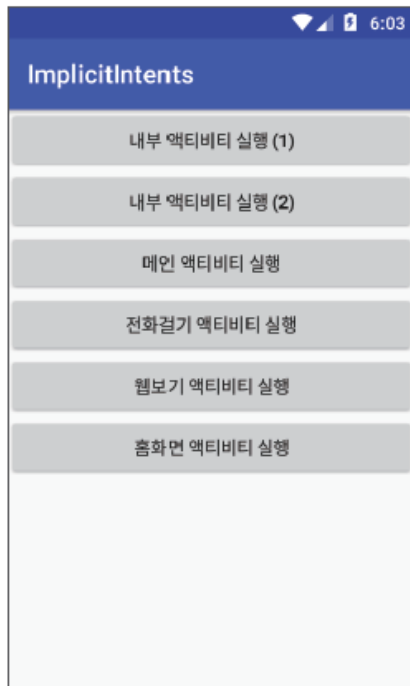 6:03
ImplicitIntents
내부 액티비티 실행 (1)
내부 액티비티 실행 (2)
메인 액티비티 실행
전화걸기 액티비티 실행
웹보기 액티비티 실행
홈화면 액티비티 실행